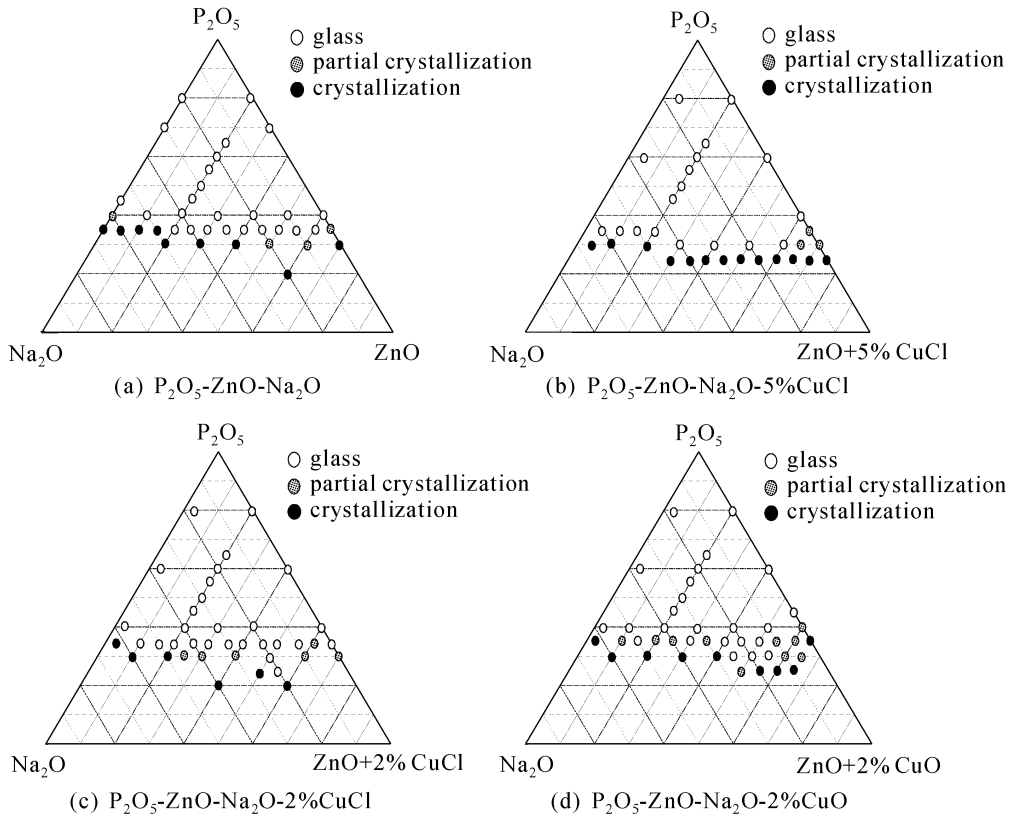 P₂O₅
glass
partial crystallization
crystallization
Na₂O
ZnO
(a) P₂O₅-ZnO-Na₂O
P₂O₅
glass
partial crystallization
crystallization
Na₂O
ZnO+5% CuCl
(b) P₂O₅-ZnO-Na₂O-5%CuCl
P₂O₅
glass
partial crystallization
crystallization
Na₂O
ZnO+2% CuCl
(c) P₂O₅-ZnO-Na₂O-2%CuCl
P₂O₅
glass
partial crystallization
crystallization
Na₂O
ZnO+2% CuO
(d) P₂O₅-ZnO-Na₂O-2%CuO